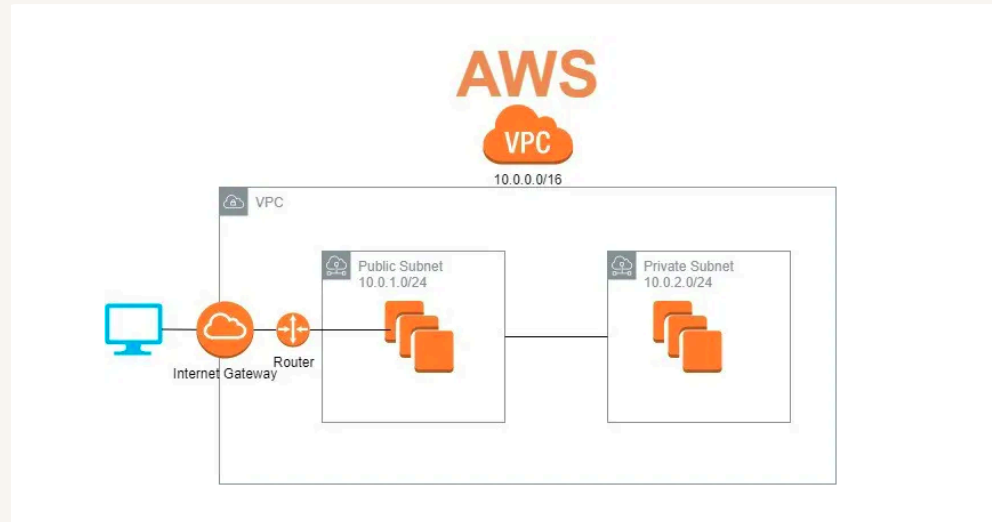 AWS
VPC
10.0.0.0/16
VPC
Public Subnet
10.0.1.0/24
Private Subnet
10.0.2.0/24
Internet Gateway
Router